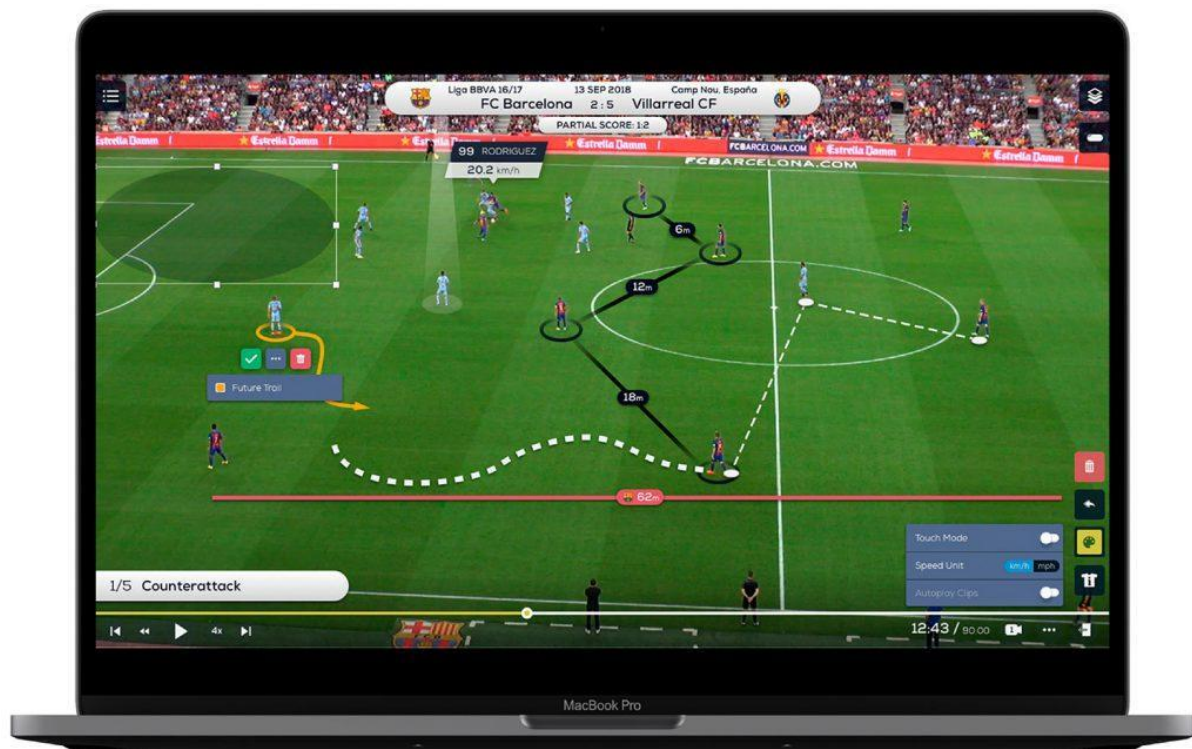 Liga BBVA 16/17 13 SEP 2018 Camp Nou, España
FC Barcelona 2:5 Villarreal CF
PARTIAL SCORE: 1:2
Estrella Damm
Estrella Damm
Estrella Damm
FCBARCELONA.COM
Estrella Damm
FCBARCELONA.COM
99 RODRIGUEZ
20.2 km/h
6m
12m
18m
Future Trail
62m
Touch Mode
Speed Unit km/h mph
Autoplay Clips
1/5 Counterattack
4x
12:43 / 90:00
1
MacBook Pro